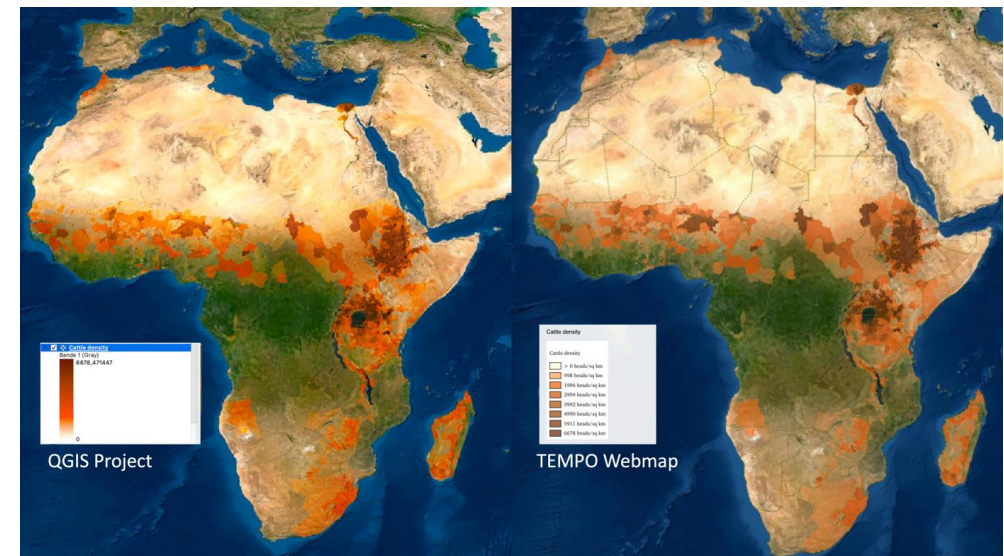 Cattle density
Bande 1 (Gray)
6678,471447
0
QGIS Project
Cattle density
Cattle density
> 0 heads/sq km
998 heads/sq km
1996 heads/sq km
2994 heads/sq km
3992 heads/sq km
4990 heads/sq km
5911 heads/sq km
6678 heads/sq km
TEMPO Webmap